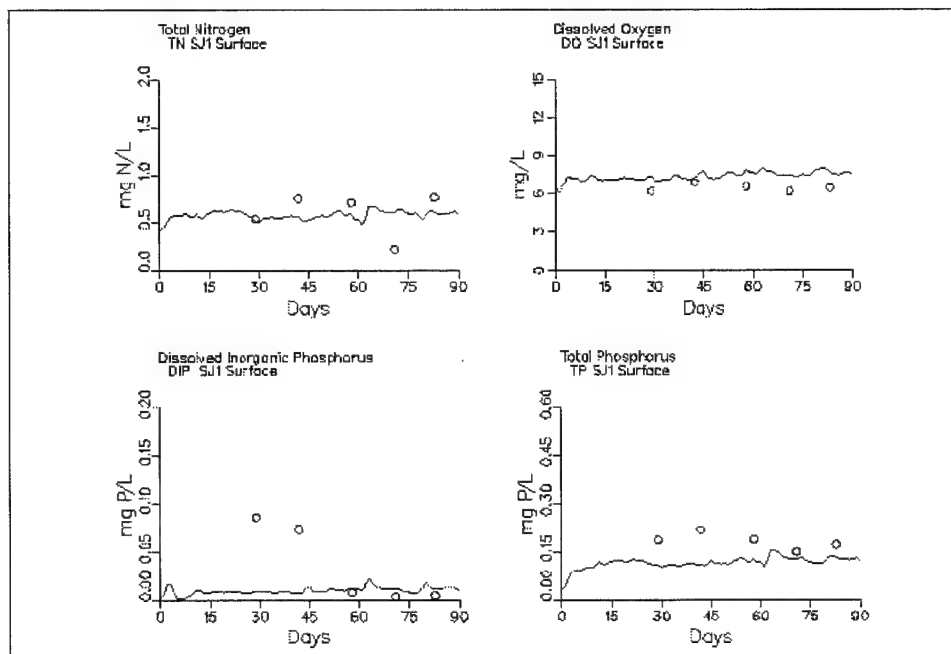 Total Nitrogen
TN SJ1 Surface
mg N/L
0.0 0.5 1.0 1.5 2.0
0 15 30 45 60 75 90
Days
Dissolved Oxygen
DO SJ1 Surface
mg/L
15
12
9
6
3
0
0 15 30 45 60 75 90
Days
Dissolved Inorganic Phosphorus
DIP SJ1 Surface
mg P/L
0.00 0.05 0.10 0.15 0.20
0 15 30 45 60 75 90
Days
Total Phosphorus
TP SJ1 Surface
mg P/L
0.00 0.15 0.30 0.45 0.60
0 15 30 45 60 75 90
Days